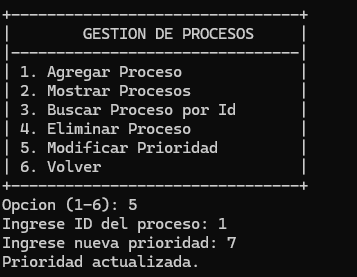 GESTION DE PROCESOS
1. Agregar Proceso
2. Mostrar Procesos
3. Buscar Proceso por Id
4. Eliminar Proceso
5. Modificar Prioridad
6. Volver
Opcion (1-6): 5
Ingrese ID del proceso: 1
Ingrese nueva prioridad: 7
Prioridad actualizada.